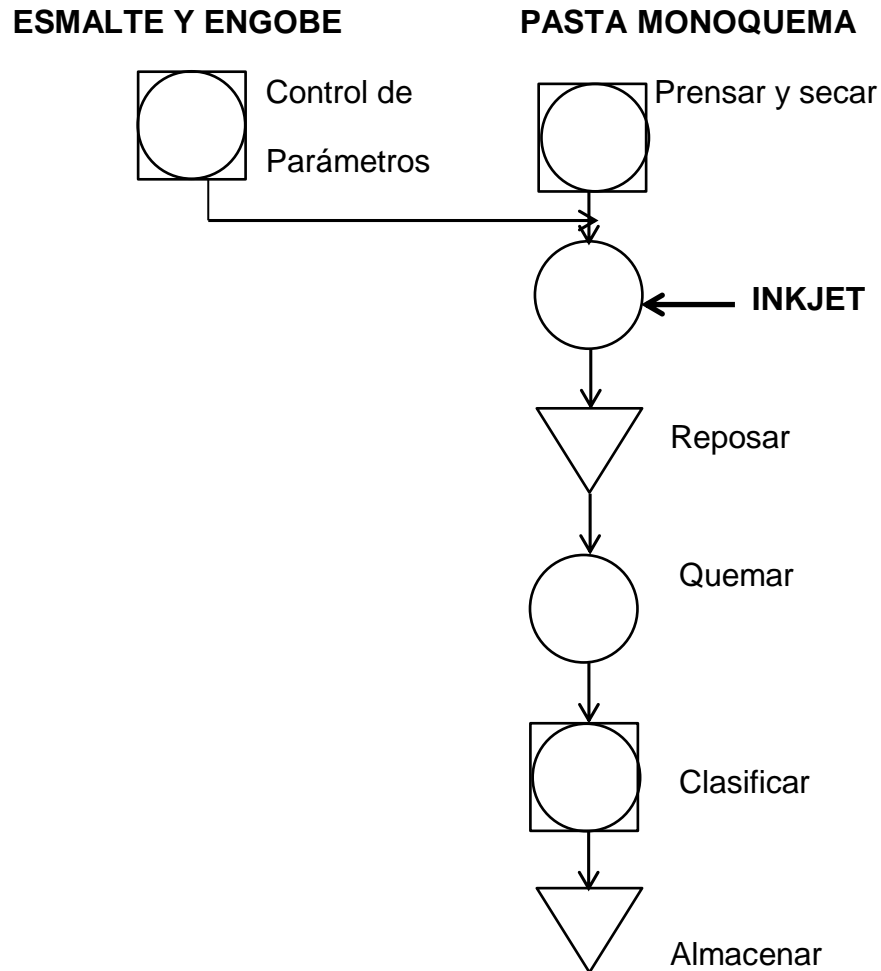 ESMALTE Y ENGOBE
PASTA MONOQUEMA
Control de
Parámetros
Prensar y secar
INKJET
Reposar
Quemar
Clasificar
Almacenar